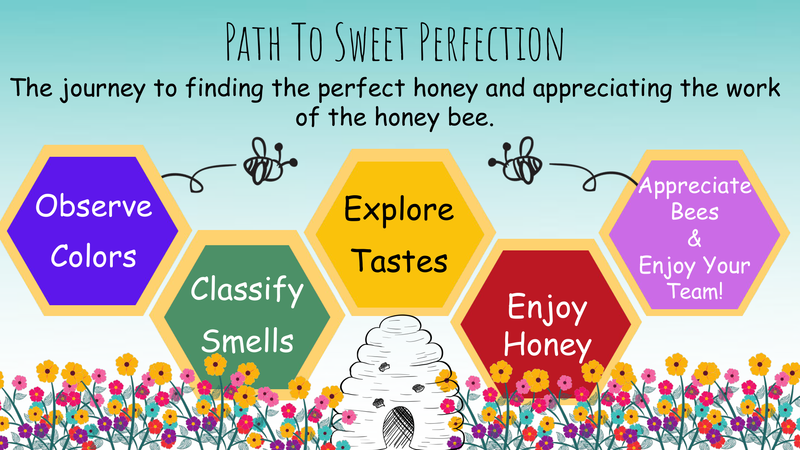 Path To Sweet Perfection
The journey to finding the perfect honey and appreciating the work
of the honey bee.
Observe
Colors
Classify
Smells
Explore
Tastes
Enjoy
Honey
Appreciate
Bees
&
Enjoy Your
Team!